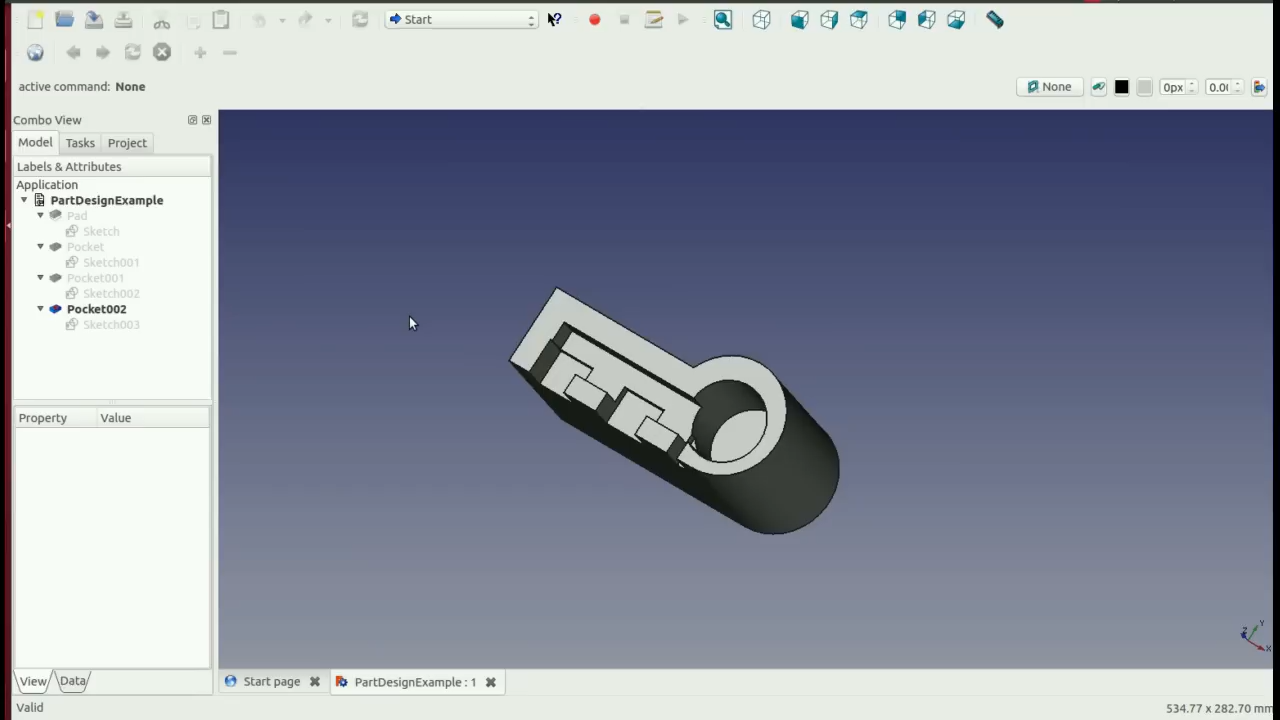 Start
active command: None
None
0px
0.0(
Combo View
Model Tasks Project
Labels & Attributes
Application
PartDesignExample
Pad
Sketch
Pocket
Sketch001
Pocket001
Sketch002
Pocket002
Sketch003
Property Value
Y
Z
X
View Data
Start page
PartDesignExample : 1
Valid
534.77 x 282.70 mm